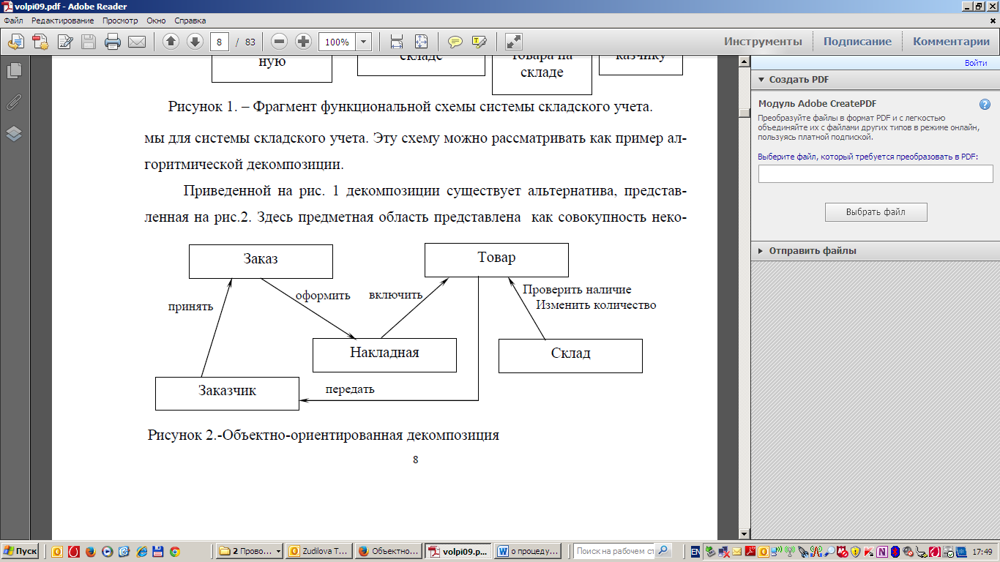 volpi09.pdf - Adobe Reader
Файл Редактирование Просмотр Окно Справка
8 / 83 100% Инструменты Подписание Комментарии
Войти
Создать PDF
Модуль Adobe CreatePDF
Преобразуйте файлы в формат PDF и с легкостью
объединяйте их с файлами других типов в режиме онлайн,
пользуясь платной подпиской.
Выберите файл, который требуется преобразовать в PDF:
Выбрать файл
Отправить файлы
ную
складе
товара на
складе
казчику
Рисунок 1. – Фрагмент функциональной схемы системы складского учета.
мы для системы складского учета. Эту схему можно рассматривать как пример ал-
горитмической декомпозиции.
Приведенной на рис. 1 декомпозиции существует альтернатива, представ-
ленная на рис.2. Здесь предметная область представлена как совокупность неко-
Заказ
Товар
принять
оформить
включить
Проверить наличие
Изменить количество
Накладная
Склад
Заказчик
передать
Рисунок 2.-Объектно-ориентированная декомпозиция
8
Пуск 2 Прово... Zudilova T... Объектно... volpi09.p... о процеду... Поиск на рабочем ст EN 17:49